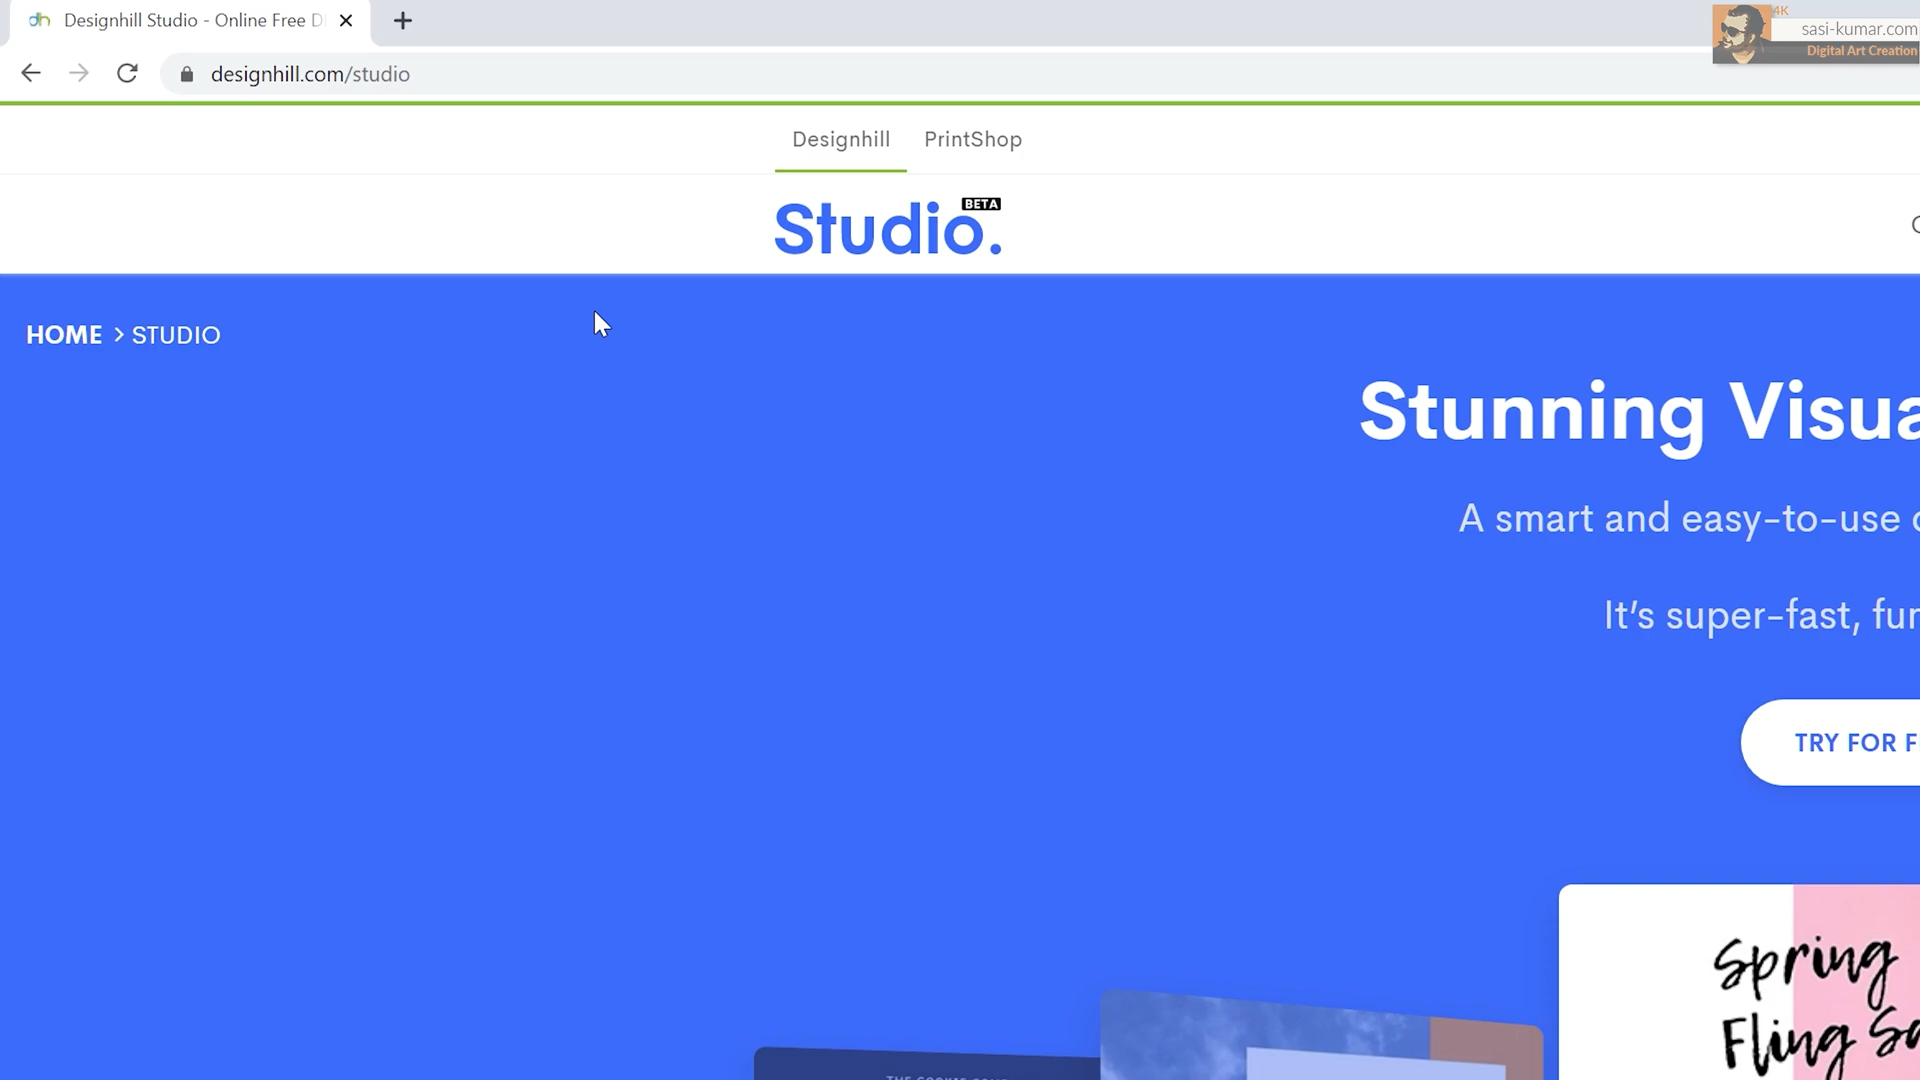 Designhill Studio - Online Free D
4K
sasi-kumar.com
Digital Art Creation
designhill.com/studio
Designhill PrintShop
Studio.
BETA
HOME > STUDIO
Stunning Visua
A smart and easy-to-use
It's super-fast, fun
TRY FOR F
Spring
Fling Sa